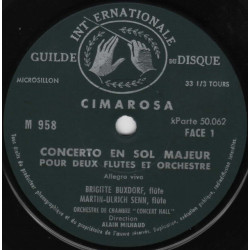 INTERNATIONALE
GUILDE DU DISQUE
MICROSILLON
33 1/3 TOURS
CIMAROSA
M 958
kParte 50.062
FACE 1
CONCERTO EN SOL MAJEUR
POUR DEUX FLUTES ET ORCHESTRE
Allegro vivo
BRIGITTE BUXDORF, flûte
MARTIN-ULRICH SENN, flûte
ORCHESTRE DE CHAMBRE "CONCERT HALL"
Direction
ALAIN MILHAUD